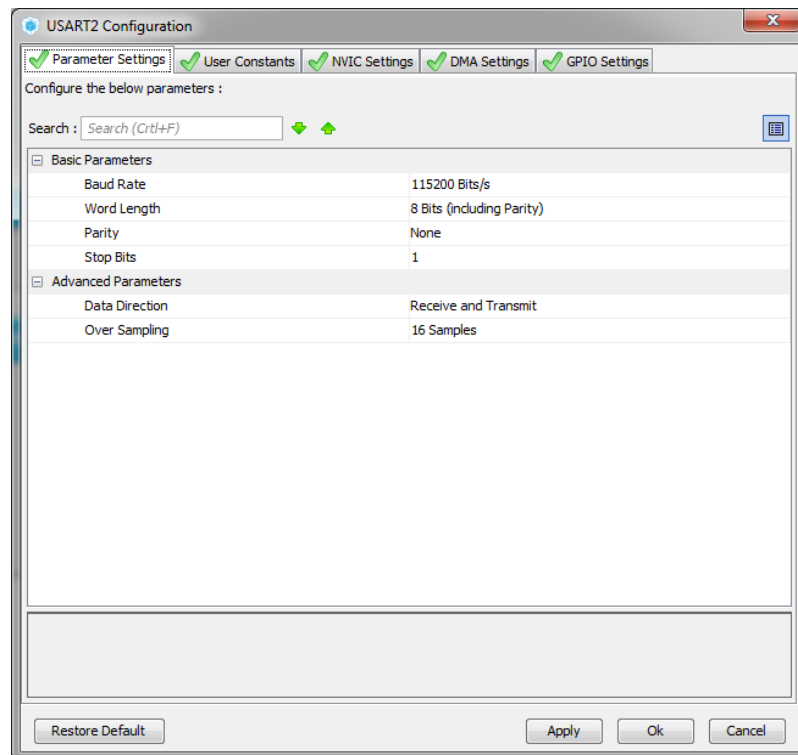 USART2 Configuration
Parameter Settings User Constants NVIC Settings DMA Settings GPIO Settings
Configure the below parameters :
Search : Search (Crtl+F)
Basic Parameters
Baud Rate 115200 Bits/s
Word Length 8 Bits (including Parity)
Parity None
Stop Bits 1
Advanced Parameters
Data Direction Receive and Transmit
Over Sampling 16 Samples
Restore Default Apply Ok Cancel